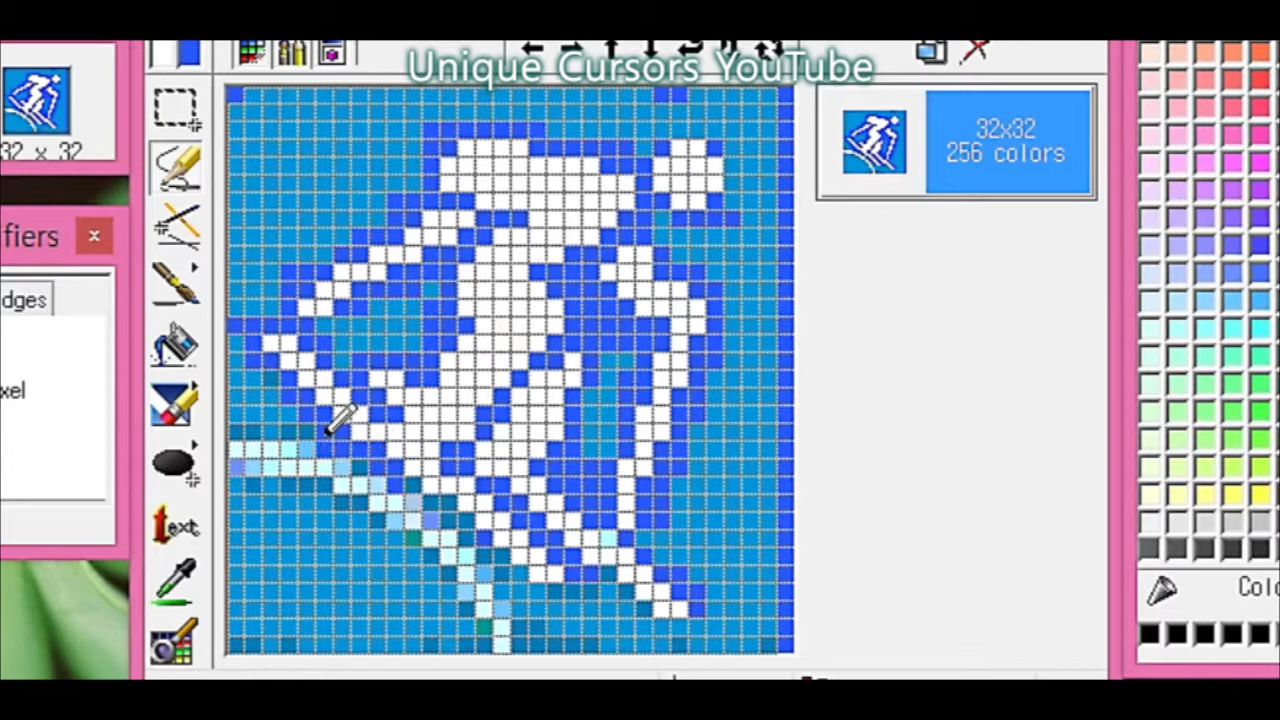 Unique Cursors YouTube
32 x 32
32x32
256 colors
fiers
x
dges
xel
text
Colo